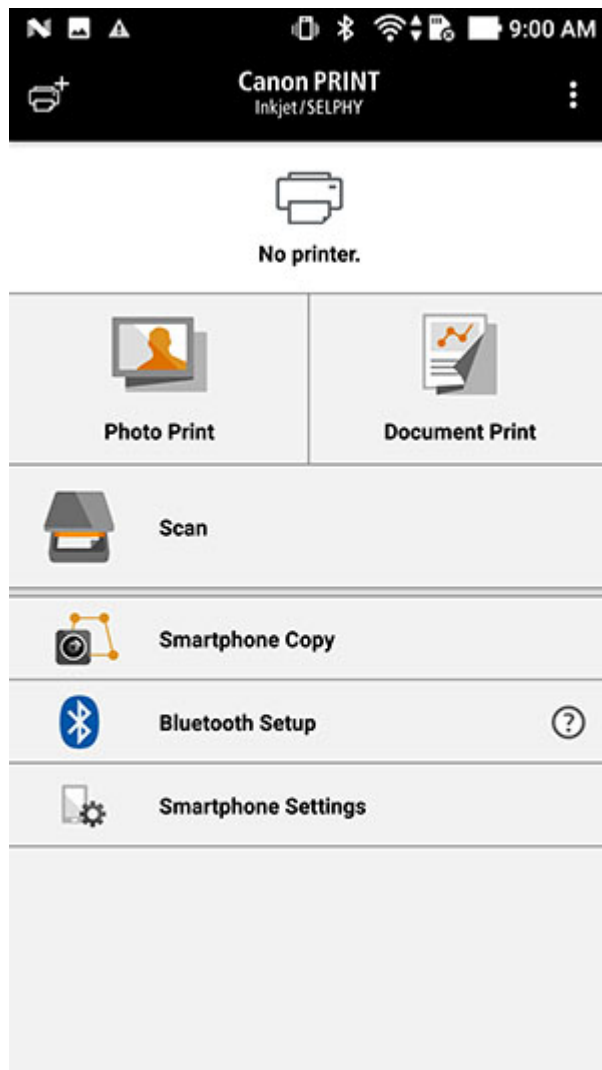 9:00 AM
Canon PRINT
Inkjet/SELPHY
No printer.
Photo Print
Document Print
Scan
Smartphone Copy
Bluetooth Setup
?
Smartphone Settings